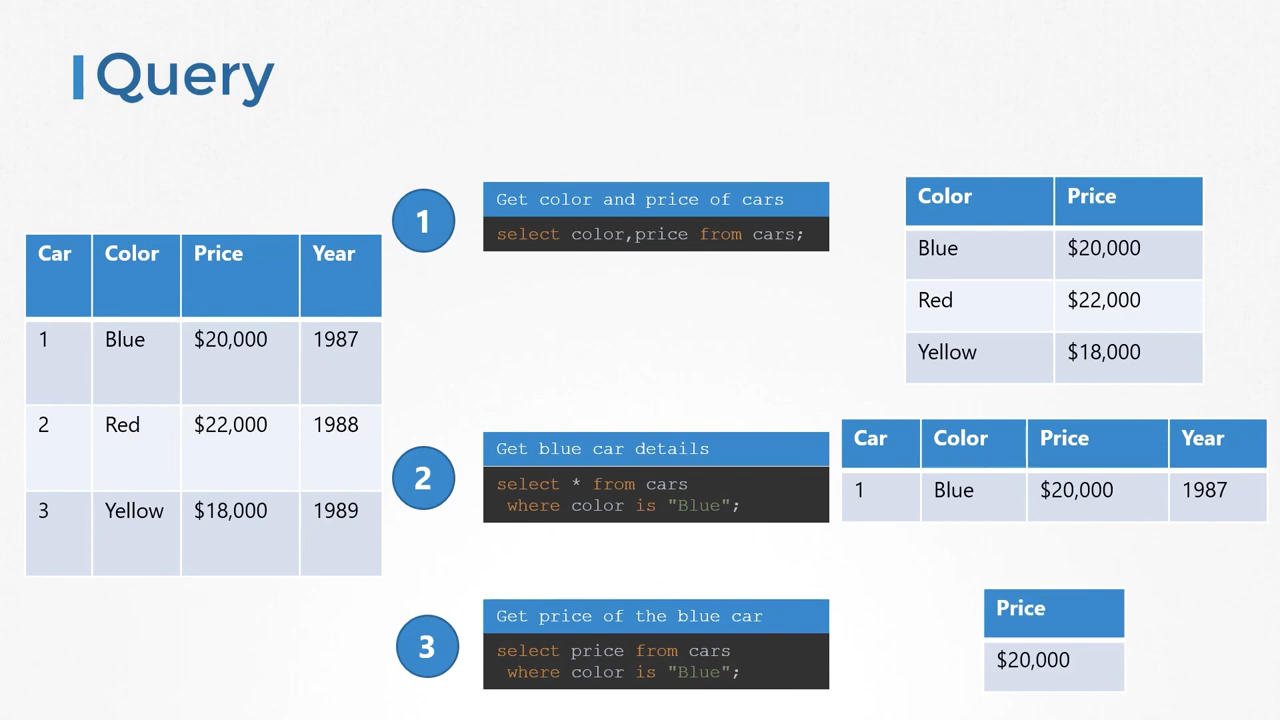 Query
Car Color Price Year
1 Blue $20,000 1987
2 Red $22,000 1988
3 Yellow $18,000 1989
1
Get color and price of cars
select color,price from cars;
Color Price
Blue $20,000
Red $22,000
Yellow $18,000
2
Get blue car details
select * from cars
where color is "Blue";
Car Color Price Year
1 Blue $20,000 1987
3
Get price of the blue car
select price from cars
where color is "Blue";
Price
$20,000